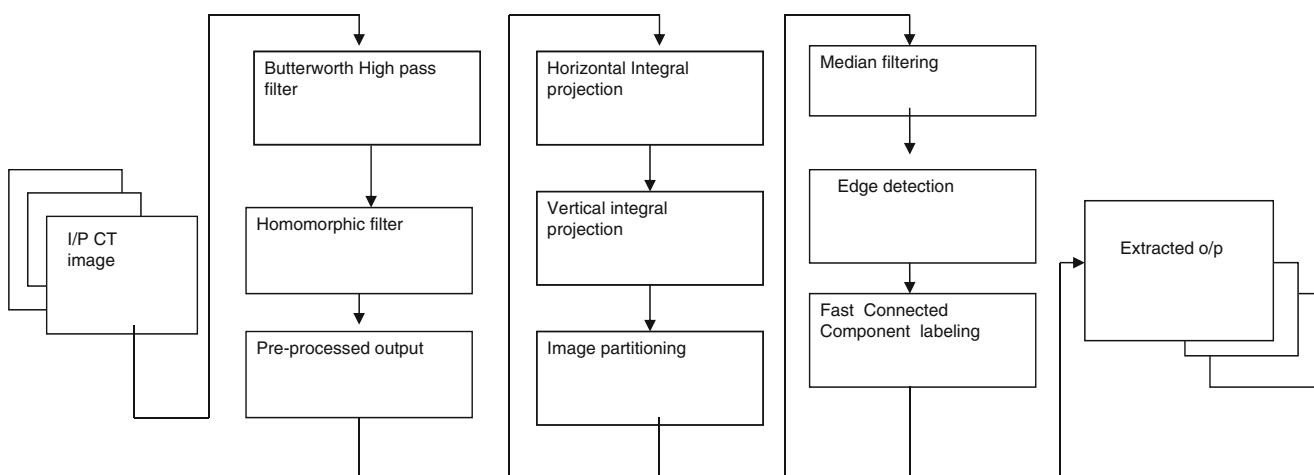 I/P CT
image
Butterworth High pass
filter
Homomorphic filter
Pre-processed output
Horizontal Integral
projection
Vertical integral
projection
Image partitioning
Median filtering
Edge detection
Fast Connected
Component labeling
Extracted o/p